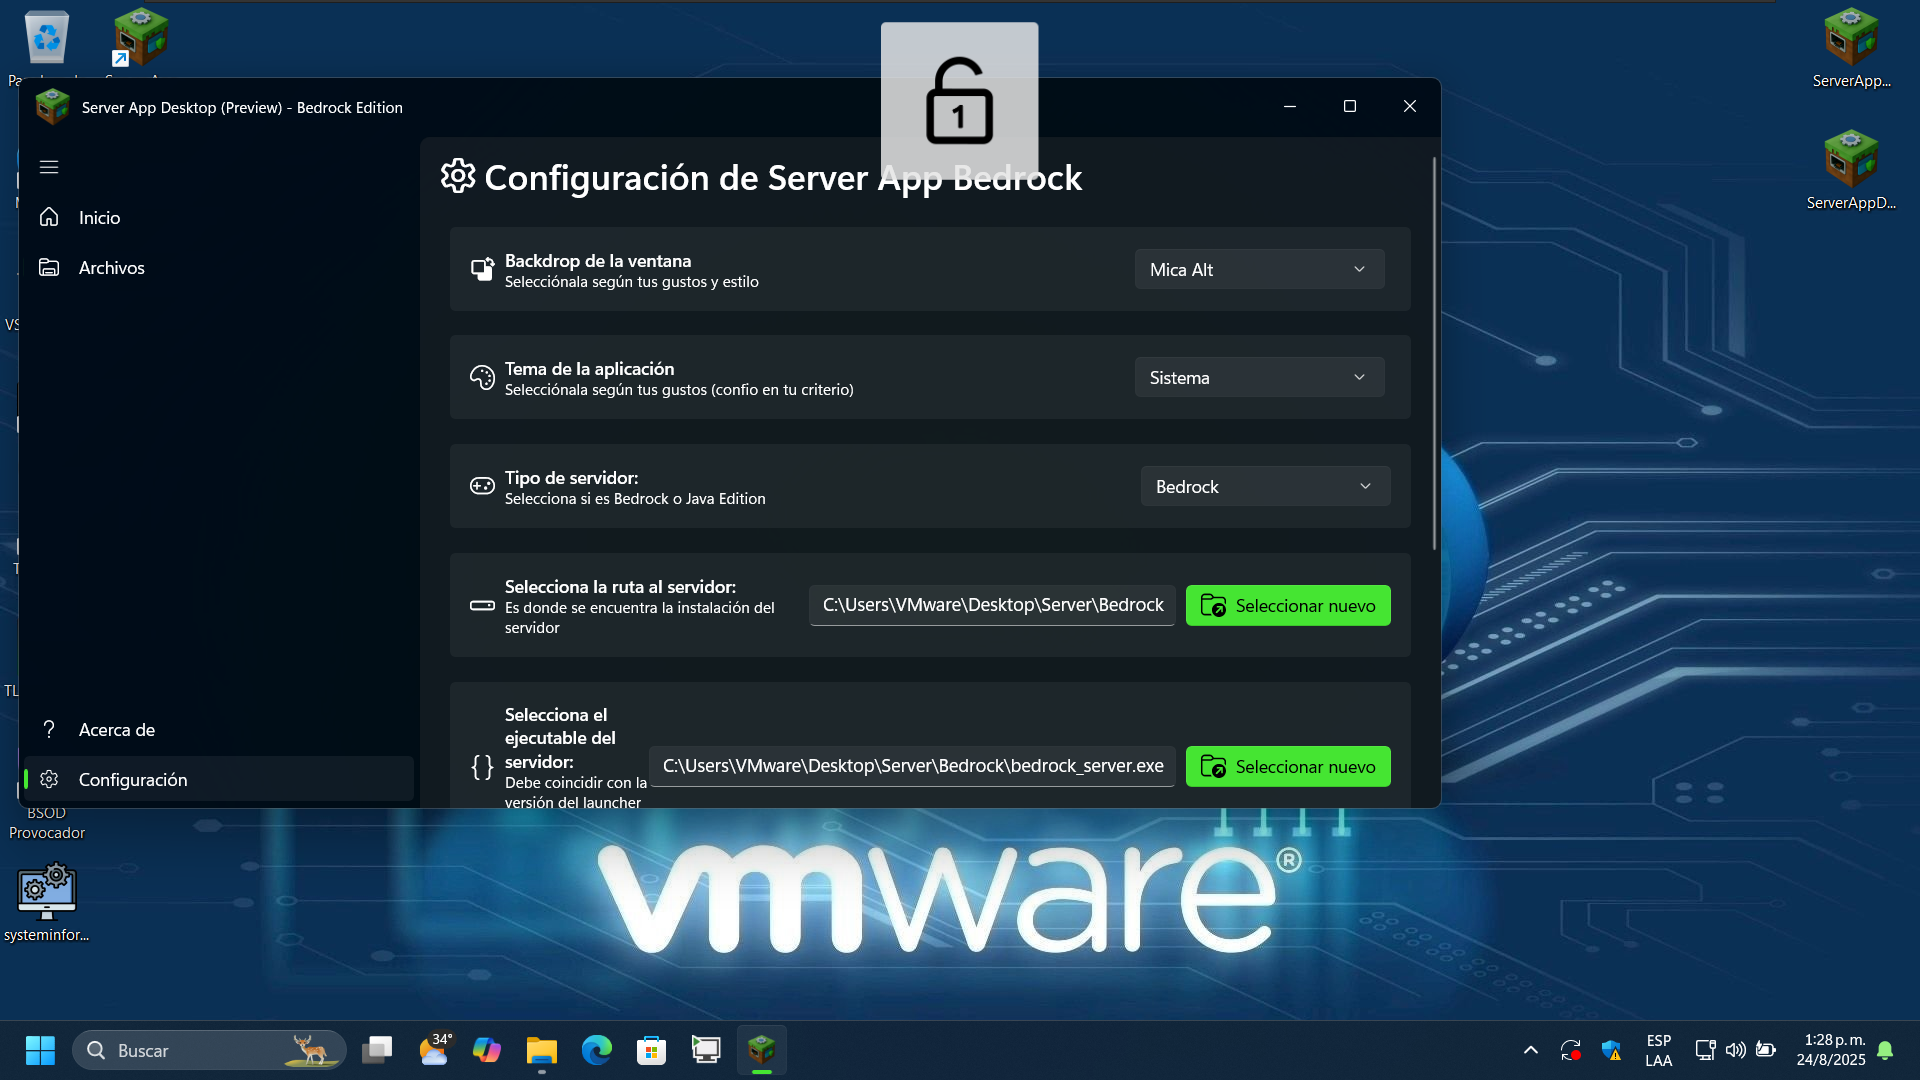 ServerApp...
ServerAppD...
Server App Desktop (Preview) - Bedrock Edition
1
Inicio
Archivos
Acerca de
Configuración
Configuración de Server App Bedrock
Backdrop de la ventana
Selecciónala según tus gustos y estilo
Mica Alt
Tema de la aplicación
Selecciónala según tus gustos (confio en tu criterio)
Sistema
Tipo de servidor:
Selecciona si es Bedrock o Java Edition
Bedrock
Selecciona la ruta al servidor:
Es donde se encuentra la instalación del
servidor
C:\Users\VMware\Desktop\Server\Bedrock
Seleccionar nuevo
Selecciona el
ejecutable del
servidor:
Debe coincidir con la
versión del launcher
C:\Users\VMware\Desktop\Server\Bedrock\bedrock_server.exe
Seleccionar nuevo
BSOD
Provocador
systeminfor...
vmware®
Buscar
34°
ESP
LAA
1:28 p. m.
24/8/2025